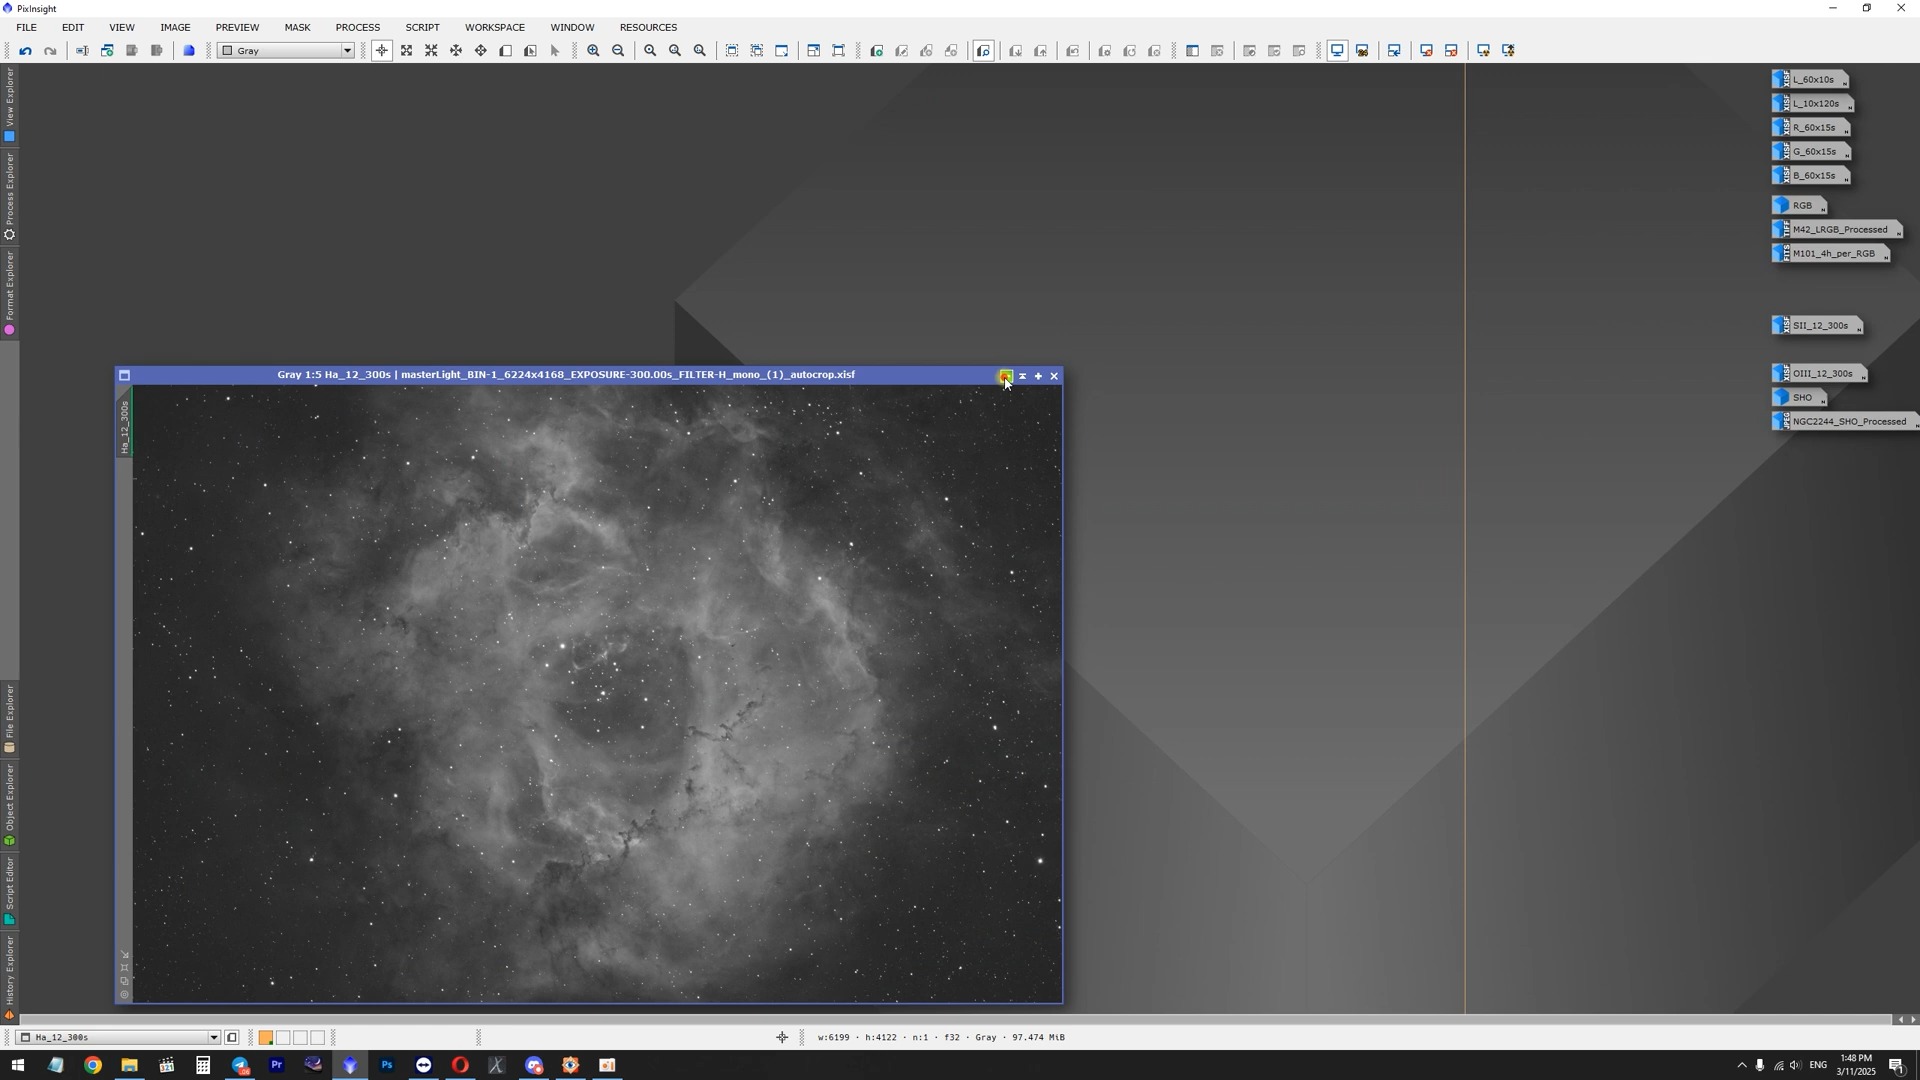 PixInsight
FILE EDIT VIEW IMAGE PREVIEW MASK PROCESS SCRIPT WORKSPACE WINDOW RESOURCES
Gray
View Explorer
Process Explorer
Format Explorer
File Explorer
Object Explorer
Script Editor
History Explorer
L_60x10s
L_10x120s
R_60x15s
G_60x15s
B_60x15s
RGB
M42_LRGB_Processed
M101_4h_per_RGB
SII_12_300s
OIII_12_300s
SHO
NGC2244_SHO_Processed
Gray 1:5 Ha_12_300s | masterLight_BIN-1_6224x4168_EXPOSURE-300.00s_FILTER-H_mono_(1)_autocrop.xisf
Ha_12_300s
Ha_12_300s
w:6199 · h:4122 · n:1 · f32 · Gray · 97.474 MiB
Pr
Ps
ENG
1:48 PM
3/11/2025